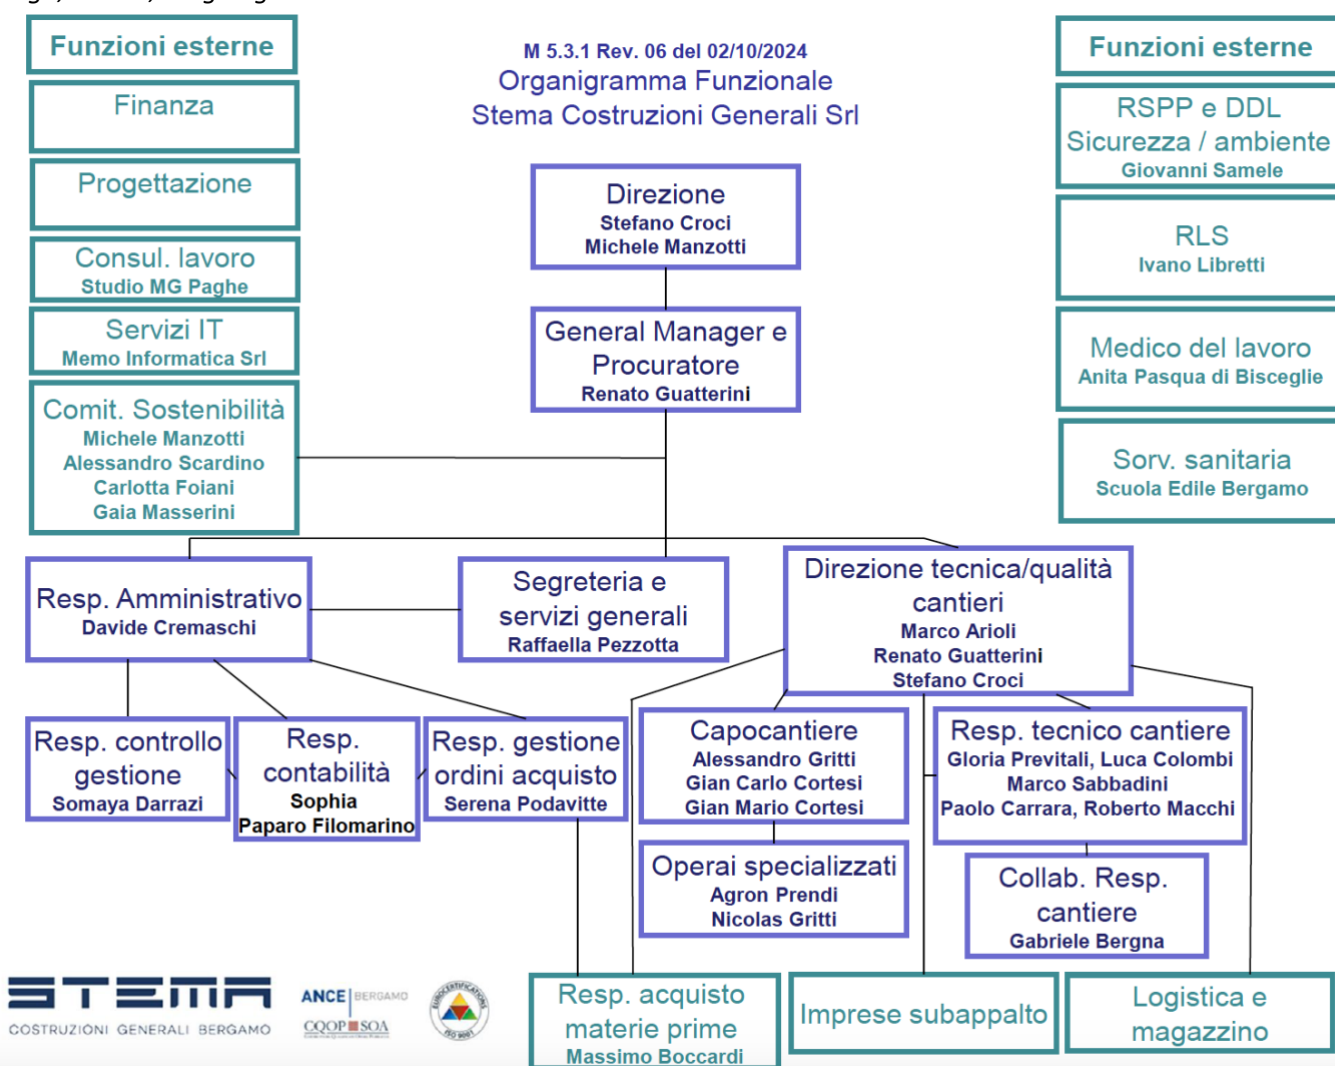 Funzioni esterne
Finanza
Progettazione
Consul. lavoro
Studio MG Paghe
Servizi IT
Memo Informatica Srl
Comit. Sostenibilità
Michele Manzotti
Alessandro Scardino
Carlotta Foiani
Gaia Masserini
M 5.3.1 Rev. 06 del 02/10/2024
Organigramma Funzionale
Stema Costruzioni Generali Srl
Direzione
Stefano Croci
Michele Manzotti
General Manager e
Procuratore
Renato Guatterini
Funzioni esterne
RSPP e DDL
Sicurezza / ambiente
Giovanni Samele
RLS
Ivano Libretti
Medico del lavoro
Anita Pasqua di Bisceglie
Sorv. sanitaria
Scuola Edile Bergamo
Resp. Amministrativo
Davide Cremaschi
Segreteria e
servizi generali
Raffaella Pezzotta
Direzione tecnica/qualità
cantieri
Marco Arioli
Renato Guatterini
Stefano Croci
Resp. controllo
gestione
Somaya Darrazi
Resp.
contabilità
Sophia
Paparo Filomarino
Resp. gestione
ordini acquisto
Serena Podavitte
Capocantiere
Alessandro Gritti
Gian Carlo Cortesi
Gian Mario Cortesi
Resp. tecnico cantiere
Gloria Previtali, Luca Colombi
Marco Sabbadini
Paolo Carrara, Roberto Macchi
Operai specializzati
Agron Prendi
Nicolas Gritti
Collab. Resp.
cantiere
Gabriele Bergna
STEMA
COSTRUZIONI GENERALI BERGAMO
ANCE BERGAMO
CQOP SOA
EUROCERTIFICATIONS
ISO 9001
Resp. acquisto
materie prime
Massimo Boccardi
Imprese subappalto
Logistica e
magazzino